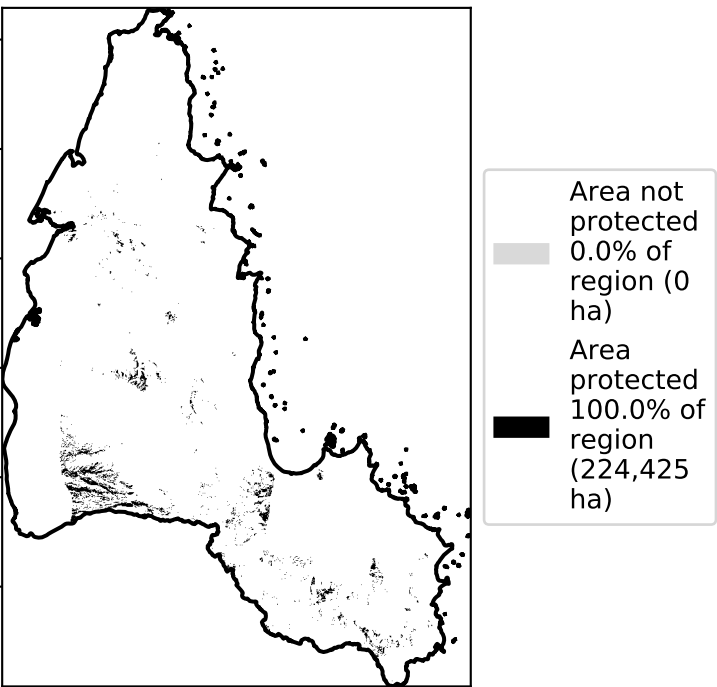 Area not
protected
0.0% of
region (0
ha)
Area
protected
100.0% of
region
(224,425
ha)